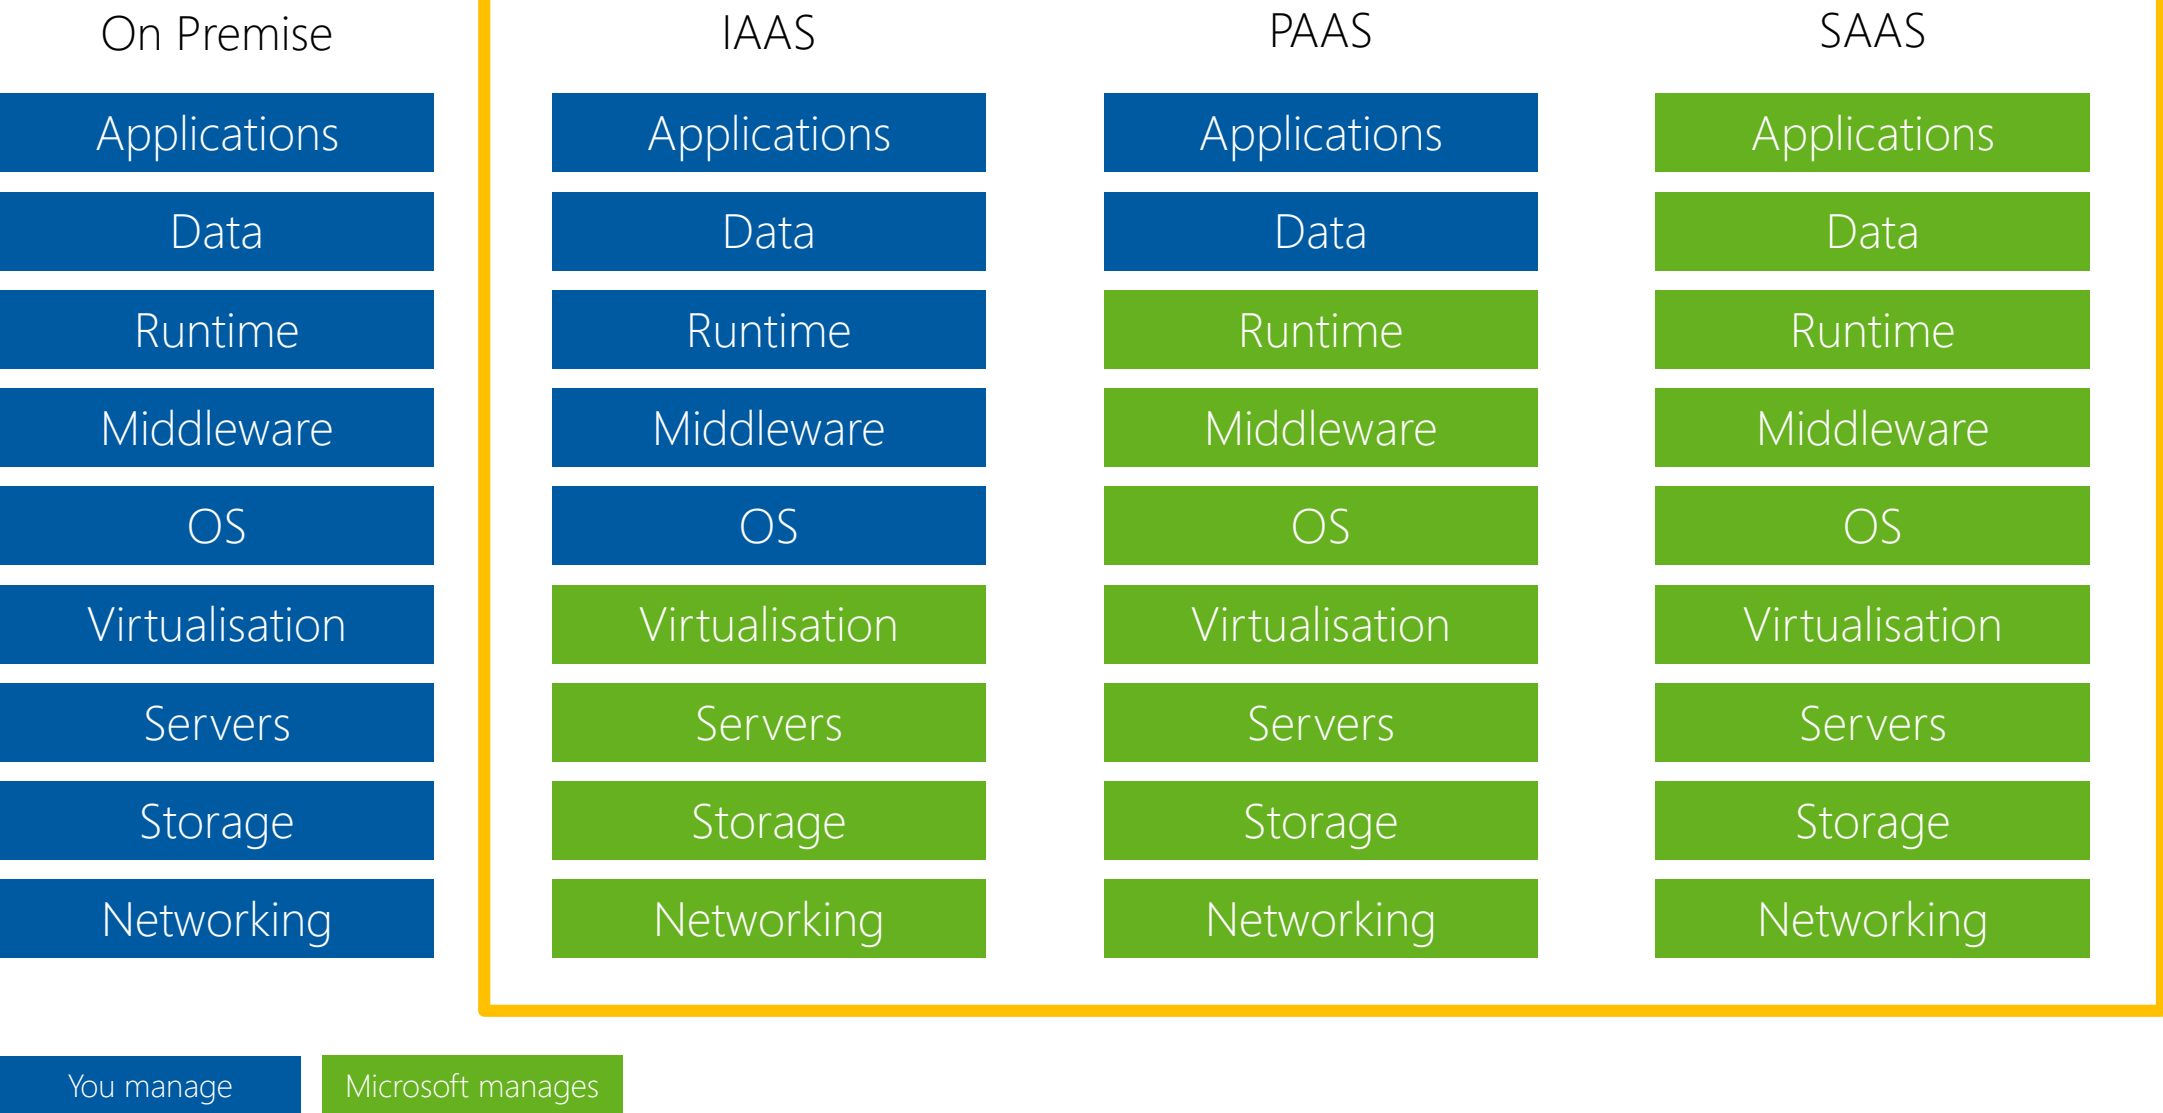 On Premise
IAAS
PAAS
SAAS
Applications
Applications
Applications
Applications
Data
Data
Data
Data
Runtime
Runtime
Runtime
Runtime
Middleware
Middleware
Middleware
Middleware
OS
OS
OS
OS
Virtualisation
Virtualisation
Virtualisation
Virtualisation
Servers
Servers
Servers
Servers
Storage
Storage
Storage
Storage
Networking
Networking
Networking
Networking
You manage
Microsoft manages